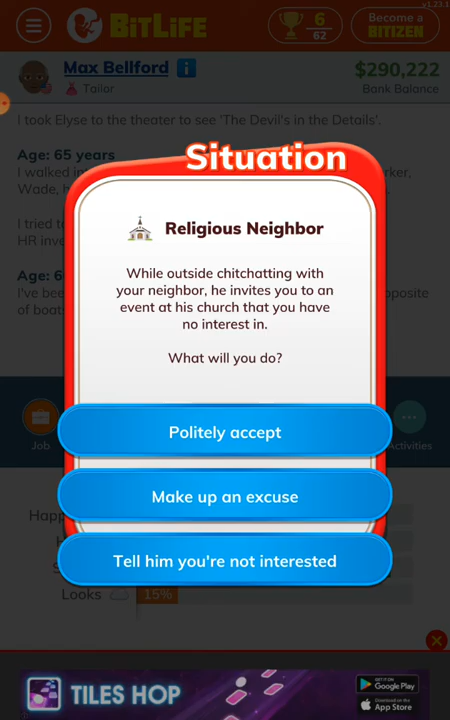 v1.23.1
BitLife
6
62
Become a
BITIZEN
Max Bellford
$290,222
Tailor
Bank Balance
I took Elyse to the theater to see 'The Devil's in the Details'.
Age: 65 years
I walked in
rker,
Wade, h
I tried t
HR inve
Age: 6
I've bee
pposite
of boats
Situation
Religious Neighbor
While outside chitchatting with
your neighbor, he invites you to an
event at his church that you have
no interest in.
What will you do?
Politely accept
Job
Activities
Make up an excuse
Happ
Tell him you're not interested
Looks
15%
TILES HOP
GET IT ON
Google Play
Download on the
App Store